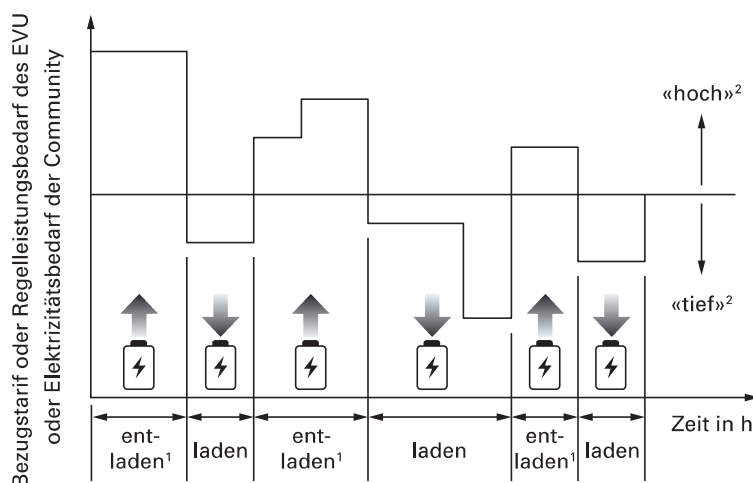 Bezugstarif oder Regelleistungsbedarf des EVU
oder Elektrizitätsbedarf der Community
«hoch»²
«tief»²
Zeit in h
ent-
laden¹
laden
ent-
laden¹
laden
ent-
laden¹
laden